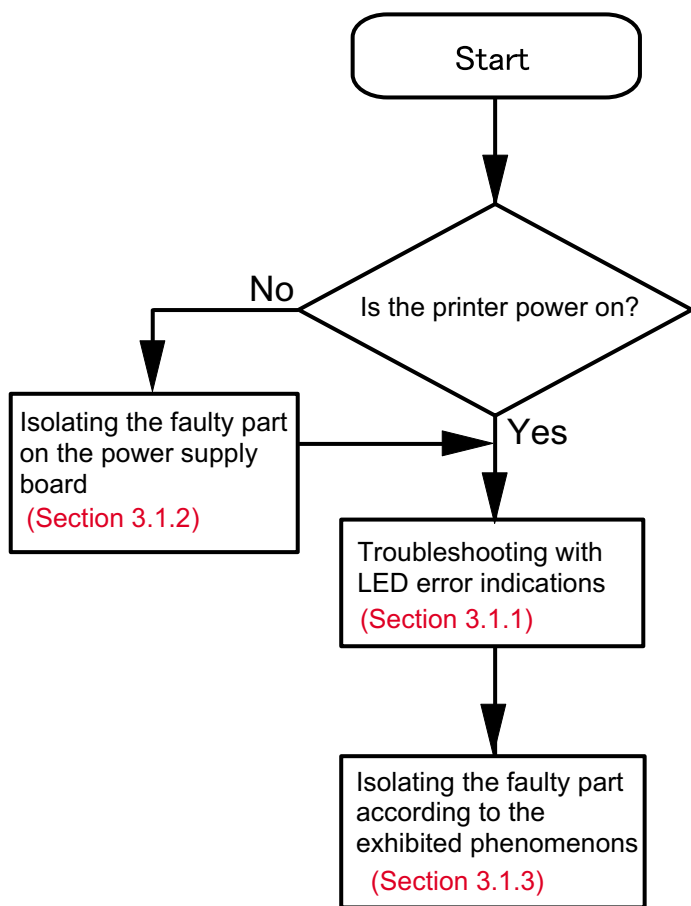 Start
Is the printer power on?
No
Yes
Isolating the faulty part
on the power supply
board
(Section 3.1.2)
Troubleshooting with
LED error indications
(Section 3.1.1)
Isolating the faulty part
according to the
exhibited phenomenons
(Section 3.1.3)